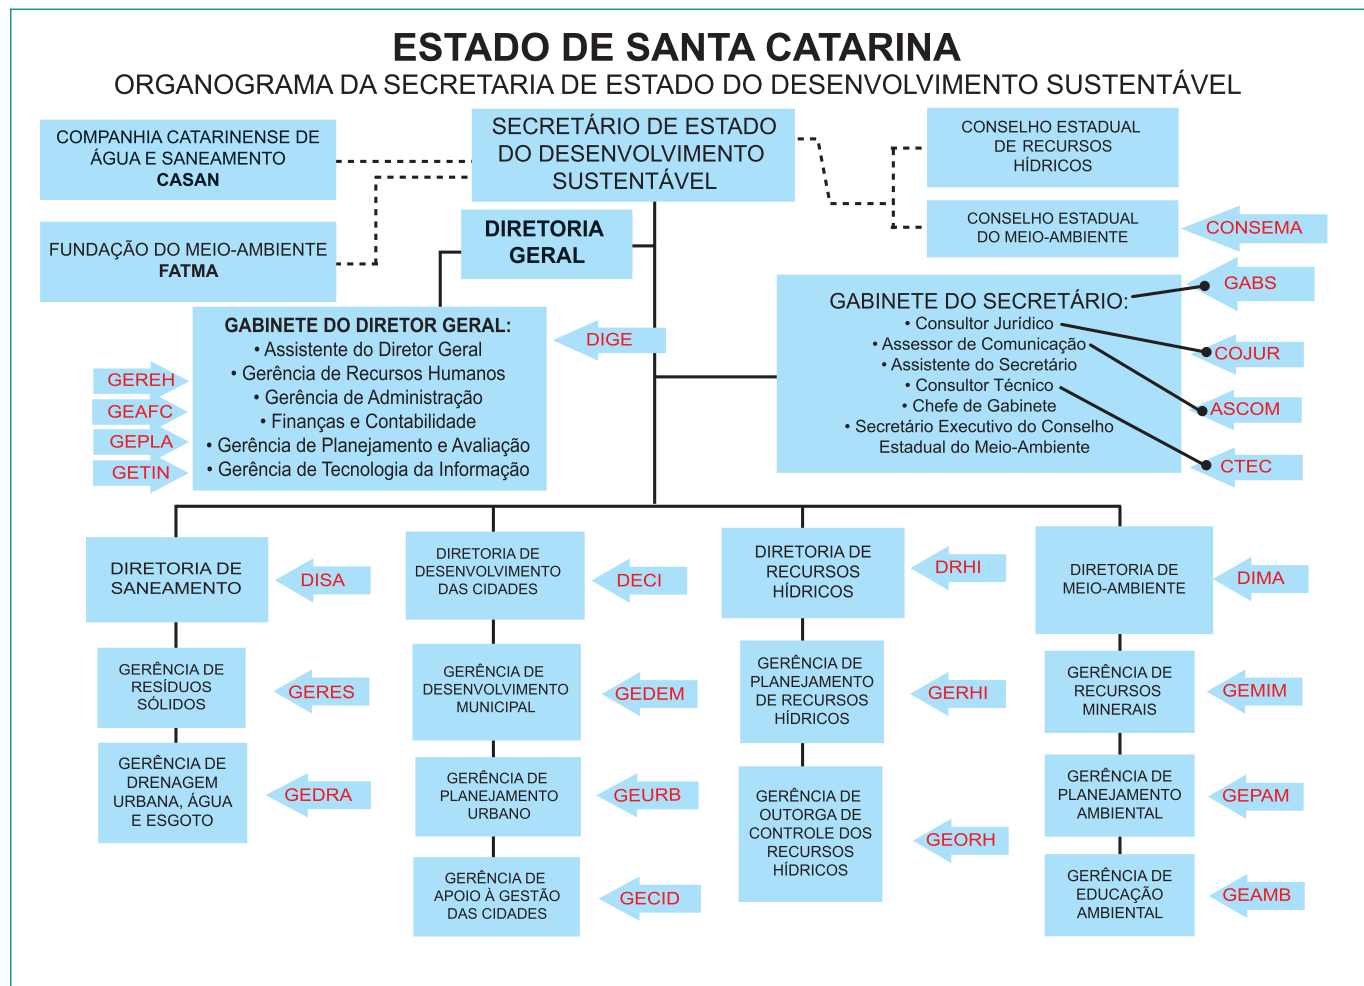 ESTADO DE SANTA CATARINA
ORGANOGRAMA DA SECRETARIA DE ESTADO DO DESENVOLVIMENTO SUSTENTÁVEL
COMPANHIA CATARINENSE DE
ÁGUA E SANEAMENTO
CASAN
SECRETÁRIO DE ESTADO
DO DESENVOLVIMENTO
SUSTENTÁVEL
CONSELHO ESTADUAL
DE RECURSOS
HÍDRICOS
FUNDAÇÃO DO MEIO-AMBIENTE
FATMA
DIRETORIA
GERAL
CONSELHO ESTADUAL
DO MEIO-AMBIENTE
CONSEMA
GABINETE DO DIRETOR GERAL:
• Assistente do Diretor Geral
• Gerência de Recursos Humanos
• Gerência de Administração
• Finanças e Contabilidade
• Gerência de Planejamento e Avaliação
• Gerência de Tecnologia da Informação
DIGE
GEREH
GEAFC
GEPLA
GETIN
GABINETE DO SECRETÁRIO:
• Consultor Jurídico
• Assessor de Comunicação
• Assistente do Secretário
• Consultor Técnico
• Chefe de Gabinete
• Secretário Executivo do Conselho
Estadual do Meio-Ambiente
GABS
COJUR
ASCOM
CTEC
DIRETORIA DE
SANEAMENTO
DISA
GERÊNCIA DE
RESÍDUOS
SÓLIDOS
GERES
GERÊNCIA DE
DRENAGEM
URBANA, ÁGUA
E ESGOTO
GEDRA
DIRETORIA DE
DESENVOLVIMENTO
DAS CIDADES
DECI
GERÊNCIA DE
DESENVOLVIMENTO
MUNICIPAL
GEDEM
GERÊNCIA DE
PLANEJAMENTO
URBANO
GEURB
GERÊNCIA DE
APOIO À GESTÃO
DAS CIDADES
GECID
DIRETORIA DE
RECURSOS
HÍDRICOS
DRHI
GERÊNCIA DE
PLANEJAMENTO
DE RECURSOS
HÍDRICOS
GERHI
GERÊNCIA DE
OUTORGA DE
CONTROLE DOS
RECURSOS
HÍDRICOS
GEORH
DIRETORIA DE
MEIO-AMBIENTE
DIMA
GERÊNCIA DE
RECURSOS
MINERAIS
GEMIM
GERÊNCIA DE
PLANEJAMENTO
AMBIENTAL
GEPAM
GERÊNCIA DE
EDUCAÇÃO
AMBIENTAL
GEAMB